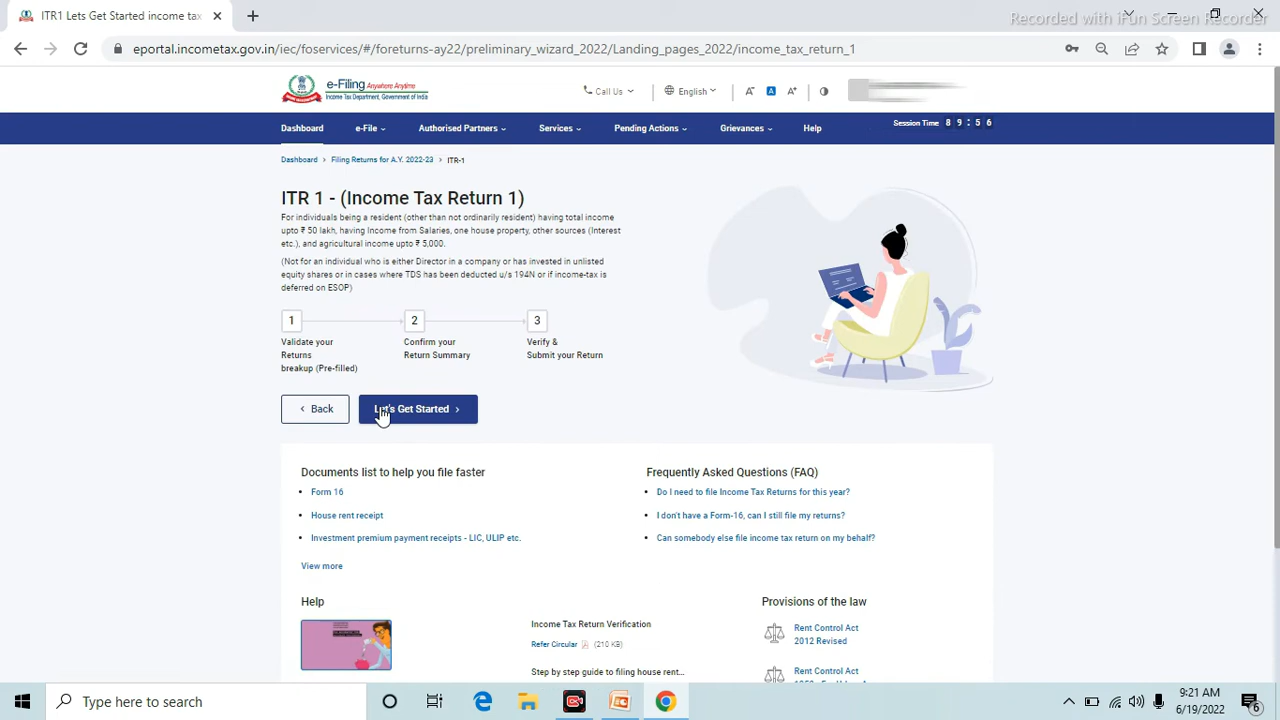 ITR1 Lets Get Started income tax
Recorded with iFun Screen Recorder
eportal.incometax.gov.in/iec/foservices/#/foreturns-ay22/preliminary_wizard_2022/Landing_pages_2022/income_tax_return_1
e-Filing Anywhere Anytime
Income Tax Department, Government of India
Call Us
English
A A A
Dashboard e-File Authorised Partners Services Pending Actions Grievances Help
Session Time 8 9 : 5 6
Dashboard > Filing Returns for A.Y. 2022-23 > ITR-1
ITR 1 - (Income Tax Return 1)
For individuals being a resident (other than not ordinarily resident) having total income
upto ₹ 50 lakh, having Income from Salaries, one house property, other sources (Interest
etc.), and agricultural income upto ₹ 5,000.
(Not for an individual who is either Director in a company or has invested in unlisted
equity shares or in cases where TDS has been deducted u/s 194N or if income-tax is
deferred on ESOP)
1 2 3
Validate your
Returns
breakup (Pre-filled)
Confirm your
Return Summary
Verify &
Submit your Return
< Back
Let's Get Started >
Documents list to help you file faster
• Form 16
• House rent receipt
• Investment premium payment receipts - LIC, ULIP etc.
View more
Frequently Asked Questions (FAQ)
• Do I need to file Income Tax Returns for this year?
• I don't have a Form-16, can I still file my returns?
• Can somebody else file income tax return on my behalf?
Help
Income Tax Return Verification
Refer Circular (210 KB)
Step by step guide to filing house rent...
Provisions of the law
Rent Control Act
2012 Revised
Rent Control Act
Type here to search
9:21 AM
6/19/2022
6